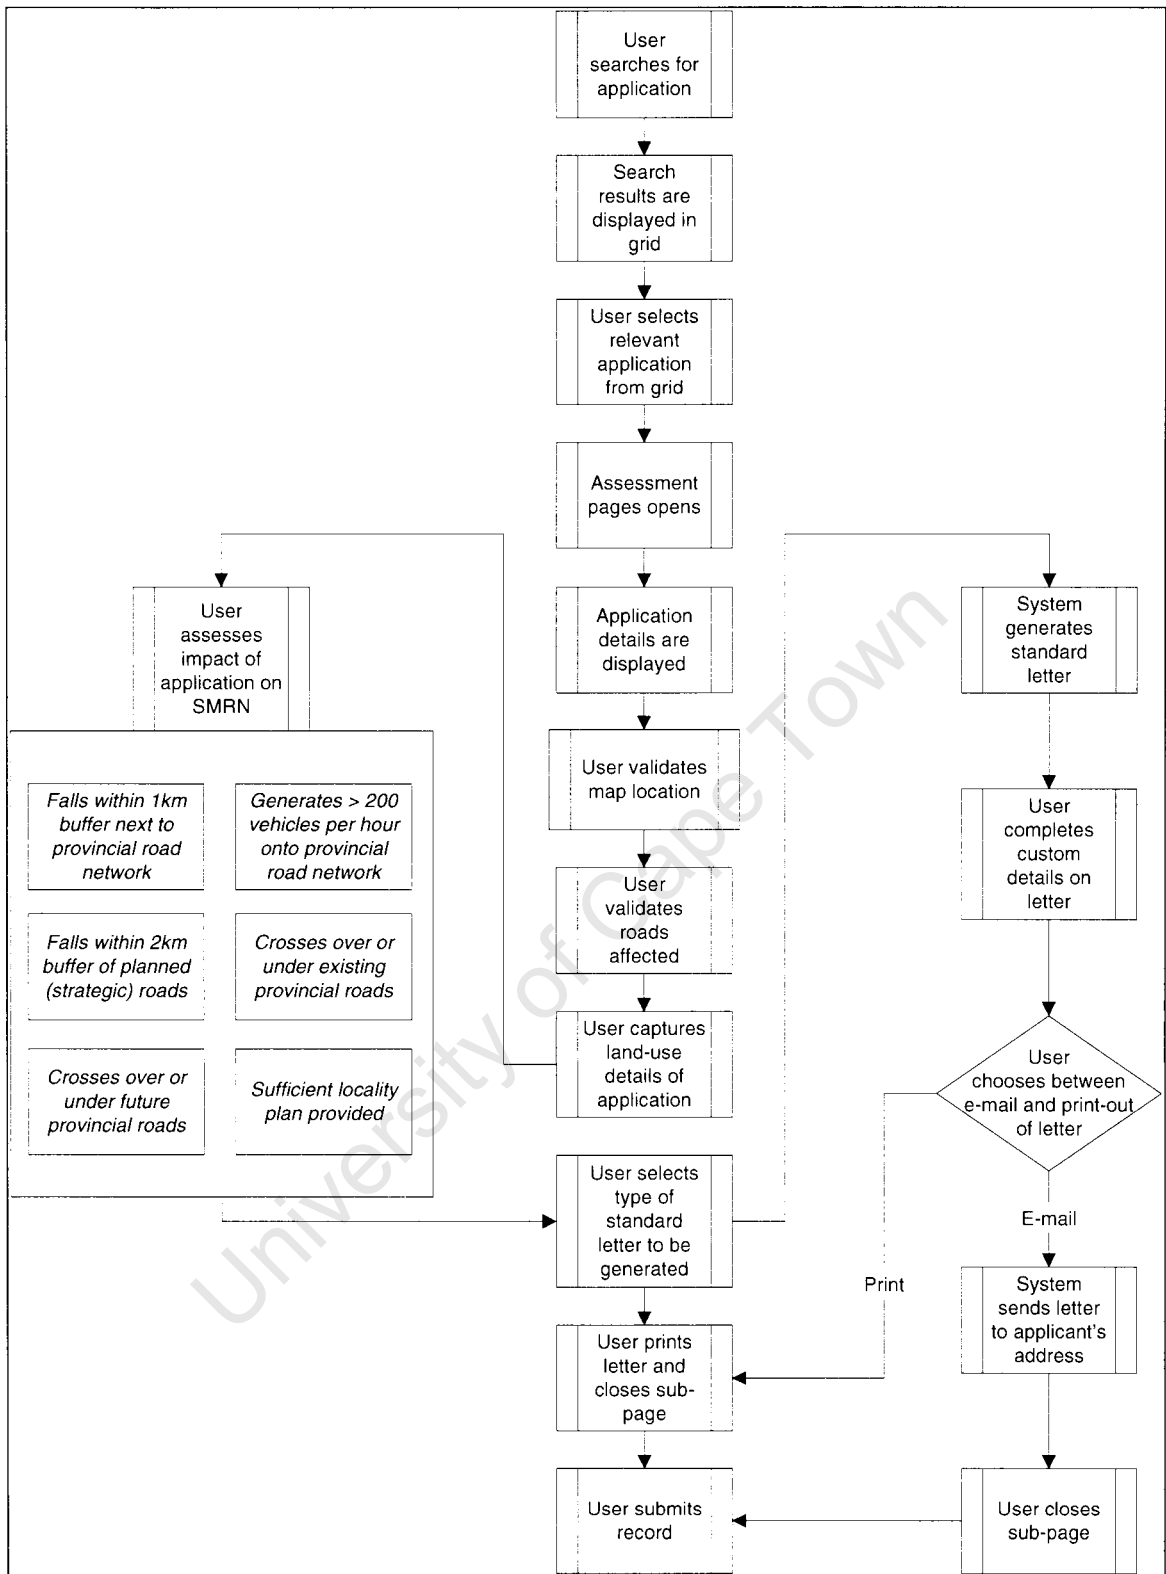 User
searches for
application
Search
results are
displayed in
grid
User selects
relevant
application
from grid
Assessment
pages opens
Application
details are
displayed
User validates
map location
User
validates
roads
affected
User captures
land-use
details of
application
User
assesses
impact of
application on
SMRN
Falls within 1km
buffer next to
provincial road
network
Generates > 200
vehicles per hour
onto provincial
road network
Falls within 2km
buffer of planned
(strategic) roads
Crosses over or
under existing
provincial roads
Crosses over or
under future
provincial roads
Sufficient locality
plan provided
User selects
type of
standard
letter to be
generated
System
generates
standard
letter
User
completes
custom
details on
letter
User
chooses between
e-mail and print-out
of letter
E-mail
Print
System
sends letter
to applicant's
address
User prints
letter and
closes sub-
page
User closes
sub-page
User submits
record
University of Cape Town